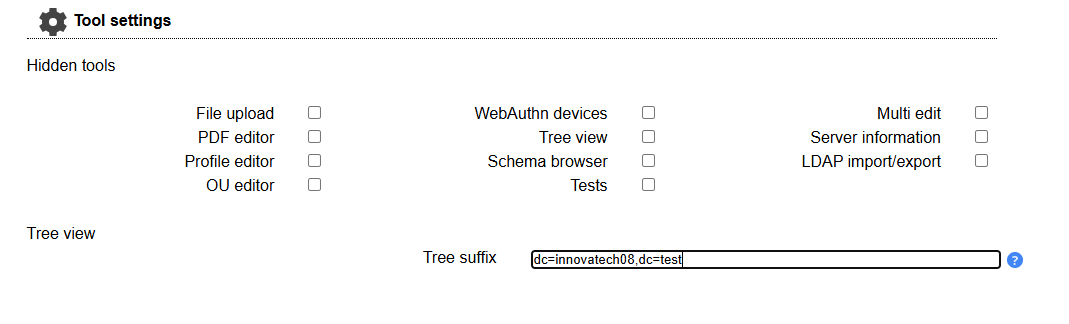 Tool settings
Hidden tools
File upload WebAuthn devices Multi edit
PDF editor Tree view Server information
Profile editor Schema browser LDAP import/export
OU editor Tests
Tree view
Tree suffix dc=innovatech08,dc=test ?